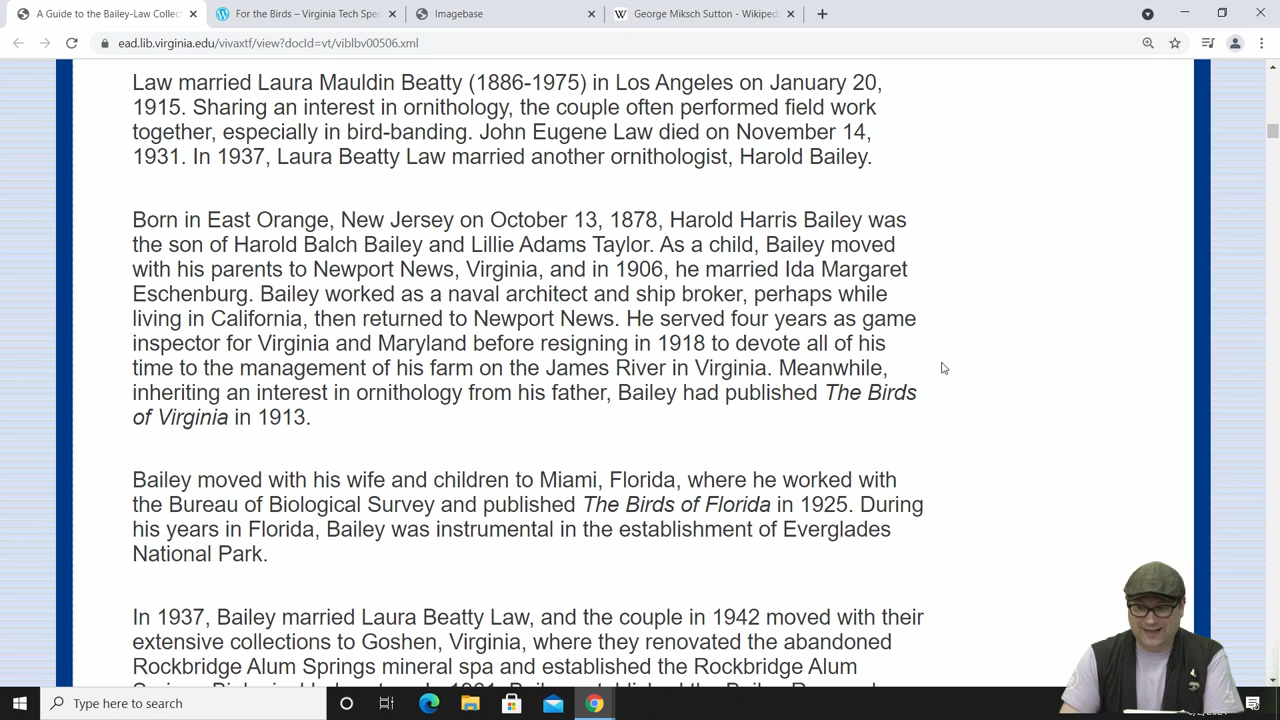 A Guide to the Bailey-Law Collect
For the Birds – Virginia Tech Spec
Imagebase
George Miksch Sutton - Wikiped
ead.lib.virginia.edu/vivaxtf/view?docId=vt/viblbv00506.xml
Law married Laura Mauldin Beatty (1886-1975) in Los Angeles on January 20,
1915. Sharing an interest in ornithology, the couple often performed field work
together, especially in bird-banding. John Eugene Law died on November 14,
1931. In 1937, Laura Beatty Law married another ornithologist, Harold Bailey.
Born in East Orange, New Jersey on October 13, 1878, Harold Harris Bailey was
the son of Harold Balch Bailey and Lillie Adams Taylor. As a child, Bailey moved
with his parents to Newport News, Virginia, and in 1906, he married Ida Margaret
Eschenburg. Bailey worked as a naval architect and ship broker, perhaps while
living in California, then returned to Newport News. He served four years as game
inspector for Virginia and Maryland before resigning in 1918 to devote all of his
time to the management of his farm on the James River in Virginia. Meanwhile,
inheriting an interest in ornithology from his father, Bailey had published The Birds
of Virginia in 1913.
Bailey moved with his wife and children to Miami, Florida, where he worked with
the Bureau of Biological Survey and published The Birds of Florida in 1925. During
his years in Florida, Bailey was instrumental in the establishment of Everglades
National Park.
In 1937, Bailey married Laura Beatty Law, and the couple in 1942 moved with their
extensive collections to Goshen, Virginia, where they renovated the abandoned
Rockbridge Alum Springs mineral spa and established the Rockbridge Alum
Type here to search